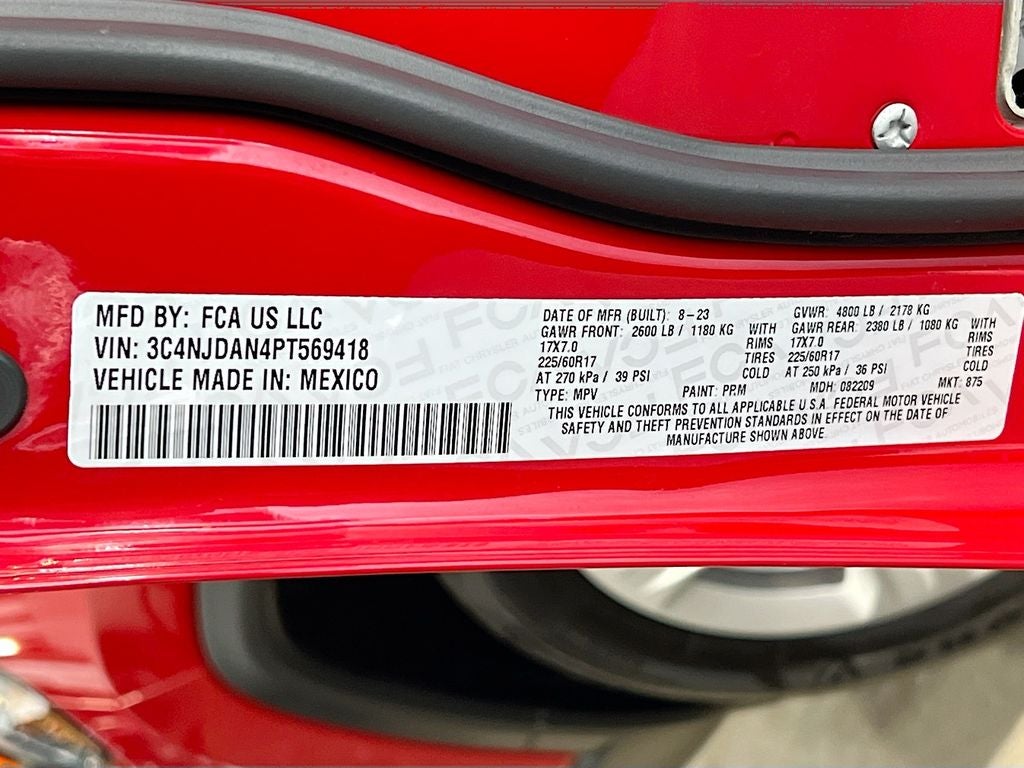 MFD BY: FCA US LLC
VIN: 3C4NJDAN4PT569418
VEHICLE MADE IN: MEXICO
DATE OF MFR (BUILT): 8-23
GVWR: 4800 LB / 2178 KG
GAWR FRONT: 2600 LB / 1180 KG WITH
17X7.0 RIMS
225/60R17 TIRES
AT 270 kPa / 39 PSI COLD
GAWR REAR: 2380 LB / 1080 KG WITH
17X7.0 RIMS
225/60R17 TIRES
AT 250 kPa / 36 PSI COLD
TYPE: MPV PAINT: PRM MDH: 082209 MKT: 875
THIS VEHICLE CONFORMS TO ALL APPLICABLE U.S.A. FEDERAL MOTOR VEHICLE
SAFETY AND THEFT PREVENTION STANDARDS IN EFFECT ON THE DATE OF
MANUFACTURE SHOWN ABOVE.